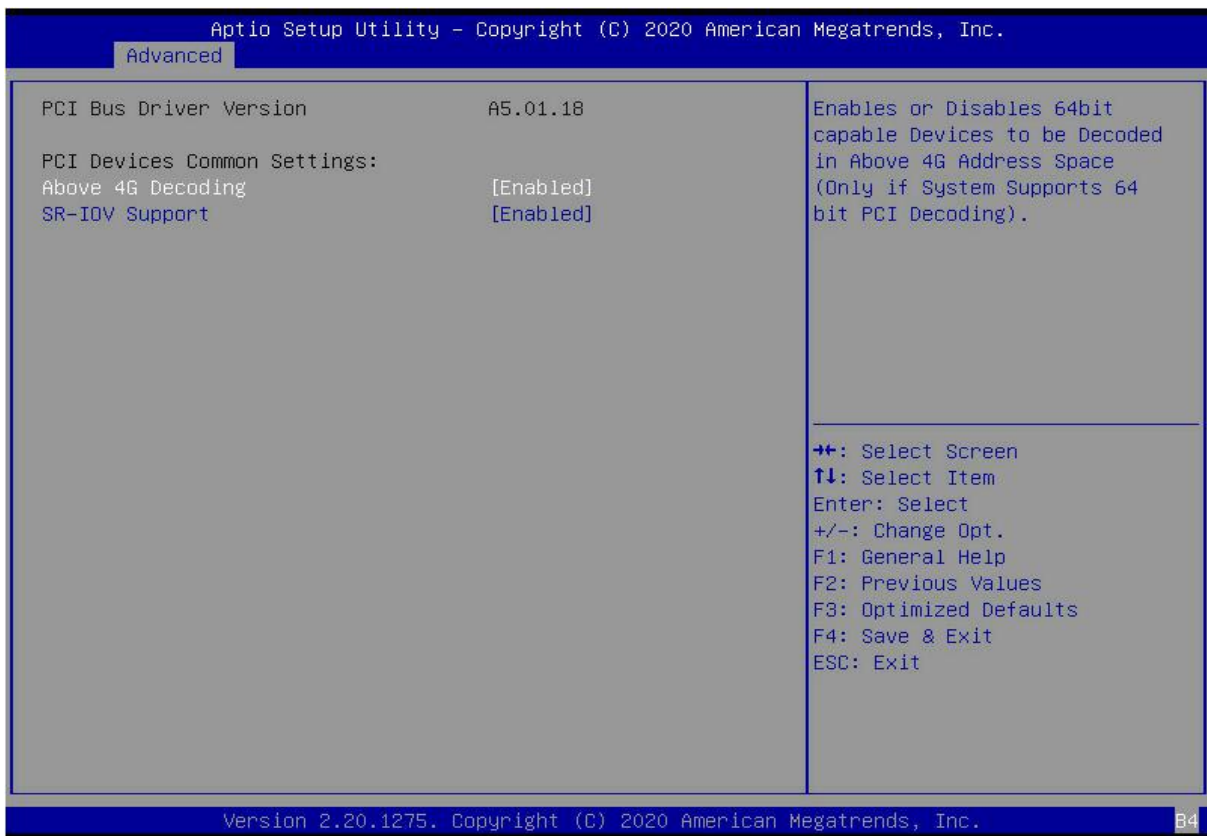 Aptio Setup Utility – Copyright (C) 2020 American Megatrends, Inc.
Advanced
PCI Bus Driver Version A5.01.18
PCI Devices Common Settings:
Above 4G Decoding [Enabled]
SR-IOV Support [Enabled]
Enables or Disables 64bit
capable Devices to be Decoded
in Above 4G Address Space
(Only if System Supports 64
bit PCI Decoding).
→←: Select Screen
↑↓: Select Item
Enter: Select
+/-: Change Opt.
F1: General Help
F2: Previous Values
F3: Optimized Defaults
F4: Save & Exit
ESC: Exit
Version 2.20.1275. Copyright (C) 2020 American Megatrends, Inc.
B4